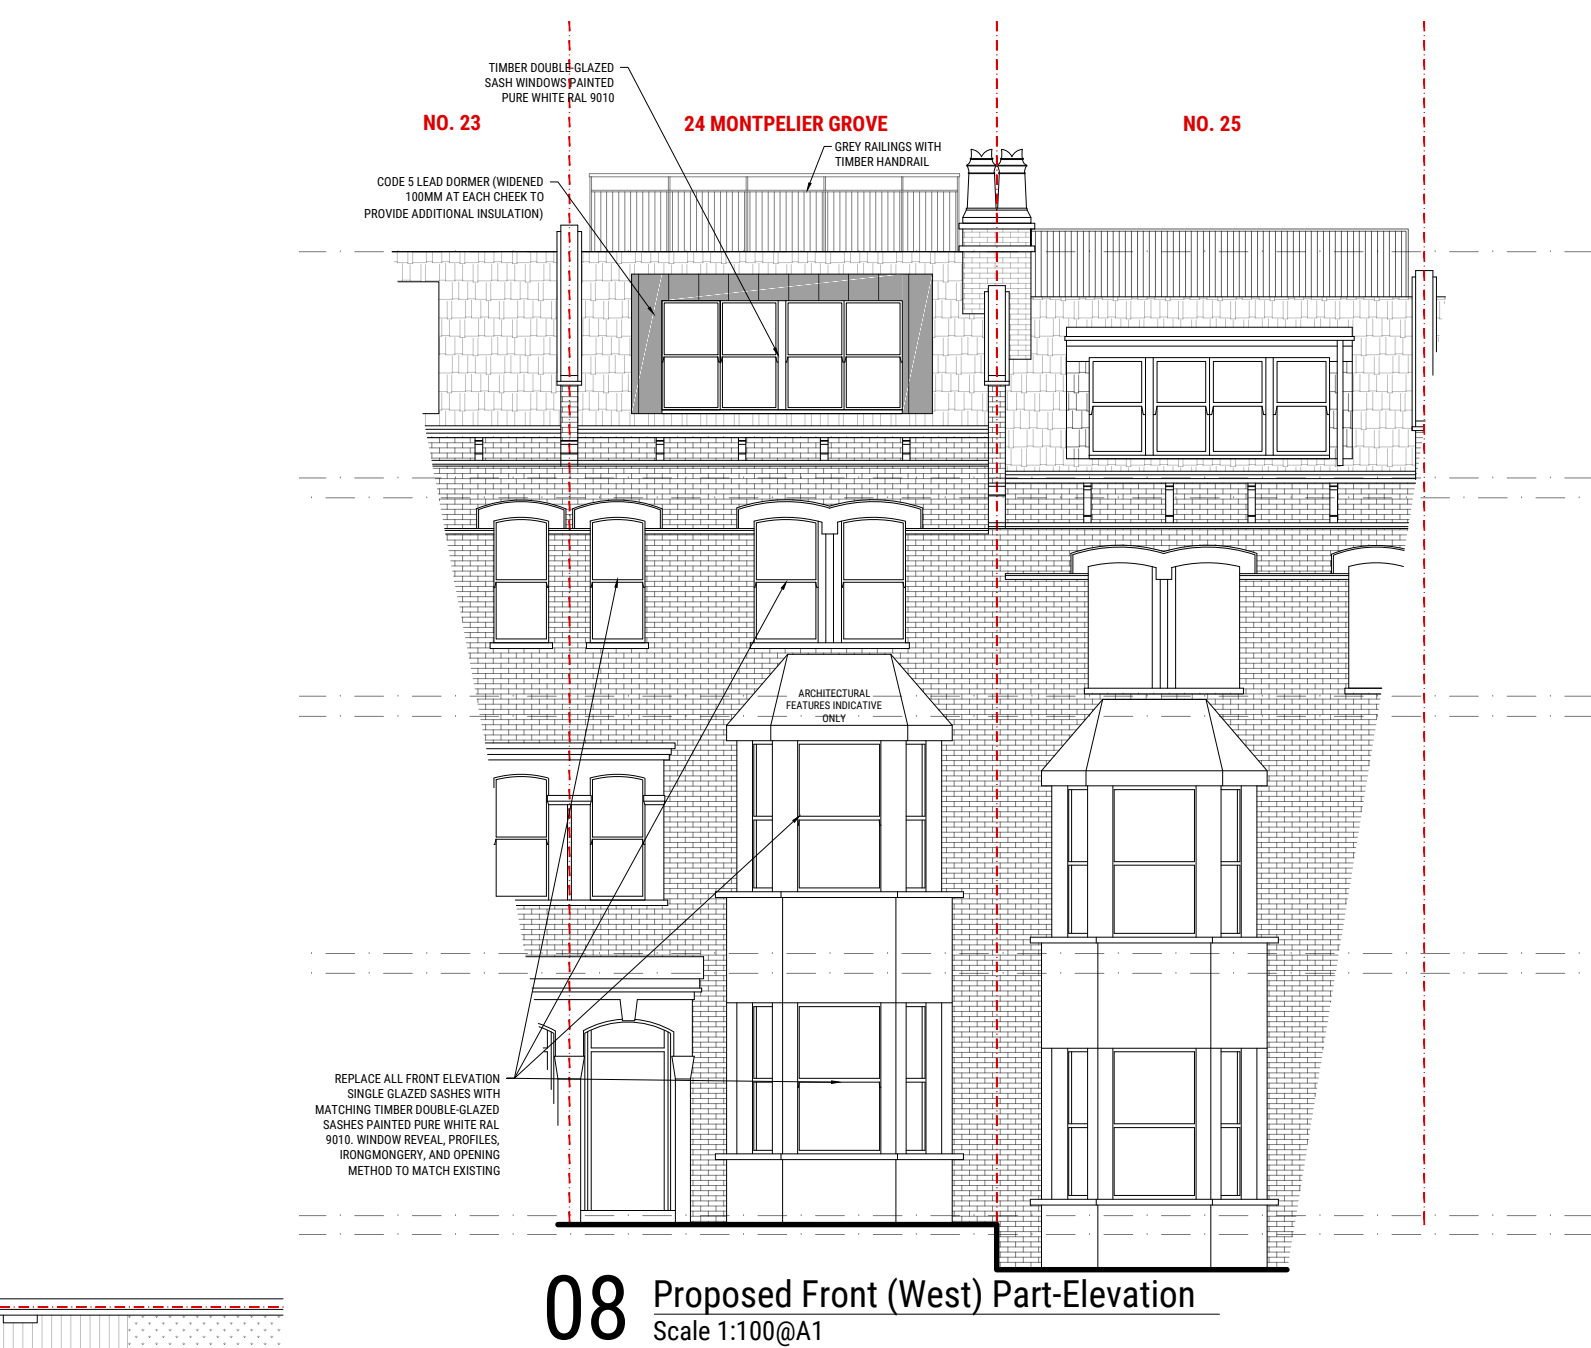 TIMBER DOUBLE-GLAZED
SASH WINDOWS PAINTED
PURE WHITE RAL 9010
NO. 23
24 MONTPELIER GROVE
NO. 25
GREY RAILINGS WITH
TIMBER HANDRAIL
CODE 5 LEAD DORMER (WIDENED
100MM AT EACH CHEEK TO
PROVIDE ADDITIONAL INSULATION)
ARCHITECTURAL
FEATURES INDICATIVE
ONLY
REPLACE ALL FRONT ELEVATION
SINGLE GLAZED SASHES WITH
MATCHING TIMBER DOUBLE-GLAZED
SASHES PAINTED PURE WHITE RAL
9010. WINDOW REVEAL, PROFILES,
IRONGMONGERY, AND OPENING
METHOD TO MATCH EXISTING
08 Proposed Front (West) Part-Elevation
Scale 1:100@A1